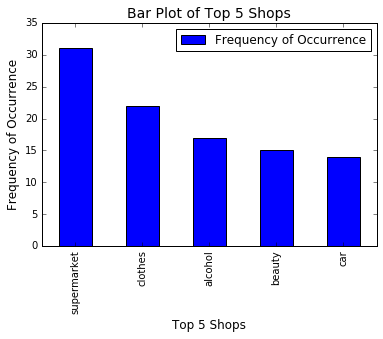 Bar Plot of Top 5 Shops
Frequency of Occurrence
Frequency of Occurrence
35
30
25
20
15
10
5
0
supermarket
clothes
alcohol
beauty
car
Top 5 Shops